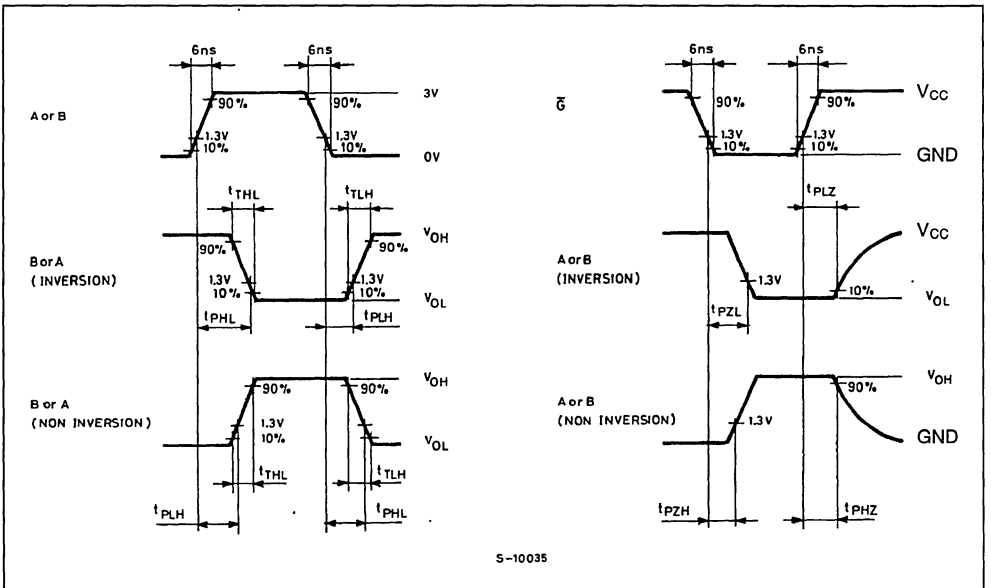 6ns
6ns
A or B
90%
90%
3V
1.3V
10%
1.3V
10%
0V
tTHL
tTLH
B or A
(INVERSION)
90%
90%
VOH
1.3V
10%
1.3V
10%
VOL
tPHL
tPLH
B or A
(NON INVERSION)
90%
90%
VOH
1.3V
10%
VOL
tTHL
tTLH
tPLH
tPHL
6ns
6ns
G̅
90%
90%
VCC
1.3V
10%
1.3V
10%
GND
tPLZ
A or B
(INVERSION)
VCC
1.3V
10%
VOL
tPZL
A or B
(NON INVERSION)
VOH
90%
1.3V
GND
tPZH
tPHZ
S-10035